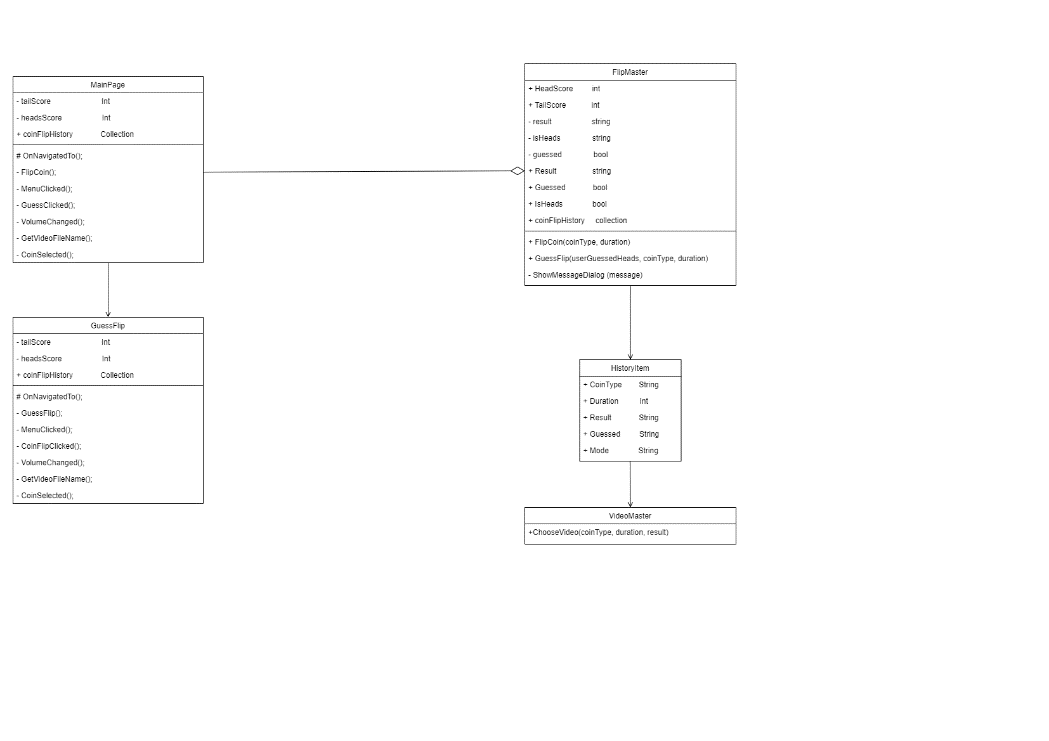 MainPage
- tailScore Int
- headsScore Int
+ coinFlipHistory Collection
# OnNavigatedTo();
- FlipCoin();
- MenuClicked();
- GuessClicked();
- VolumeChanged();
- GetVideoFileName();
- CoinSelected();
GuessFlip
- tailScore Int
- headsScore Int
+ coinFlipHistory Collection
# OnNavigatedTo();
- GuessFlip();
- MenuClicked();
- CoinFlipClicked();
- VolumeChanged();
- GetVideoFileName();
- CoinSelected();
FlipMaster
+ HeadScore int
+ TailScore int
- result string
- isHeads string
- guessed bool
+ Result string
+ Guessed bool
+ IsHeads bool
+ coinFlipHistory collection
+ FlipCoin(coinType, duration)
+ GuessFlip(userGuessedHeads, coinType, duration)
- ShowMessageDialog (message)
HistoryItem
+ CoinType String
+ Duration Int
+ Result String
+ Guessed String
+ Mode String
VideoMaster
+ChooseVideo(coinType, duration, result)